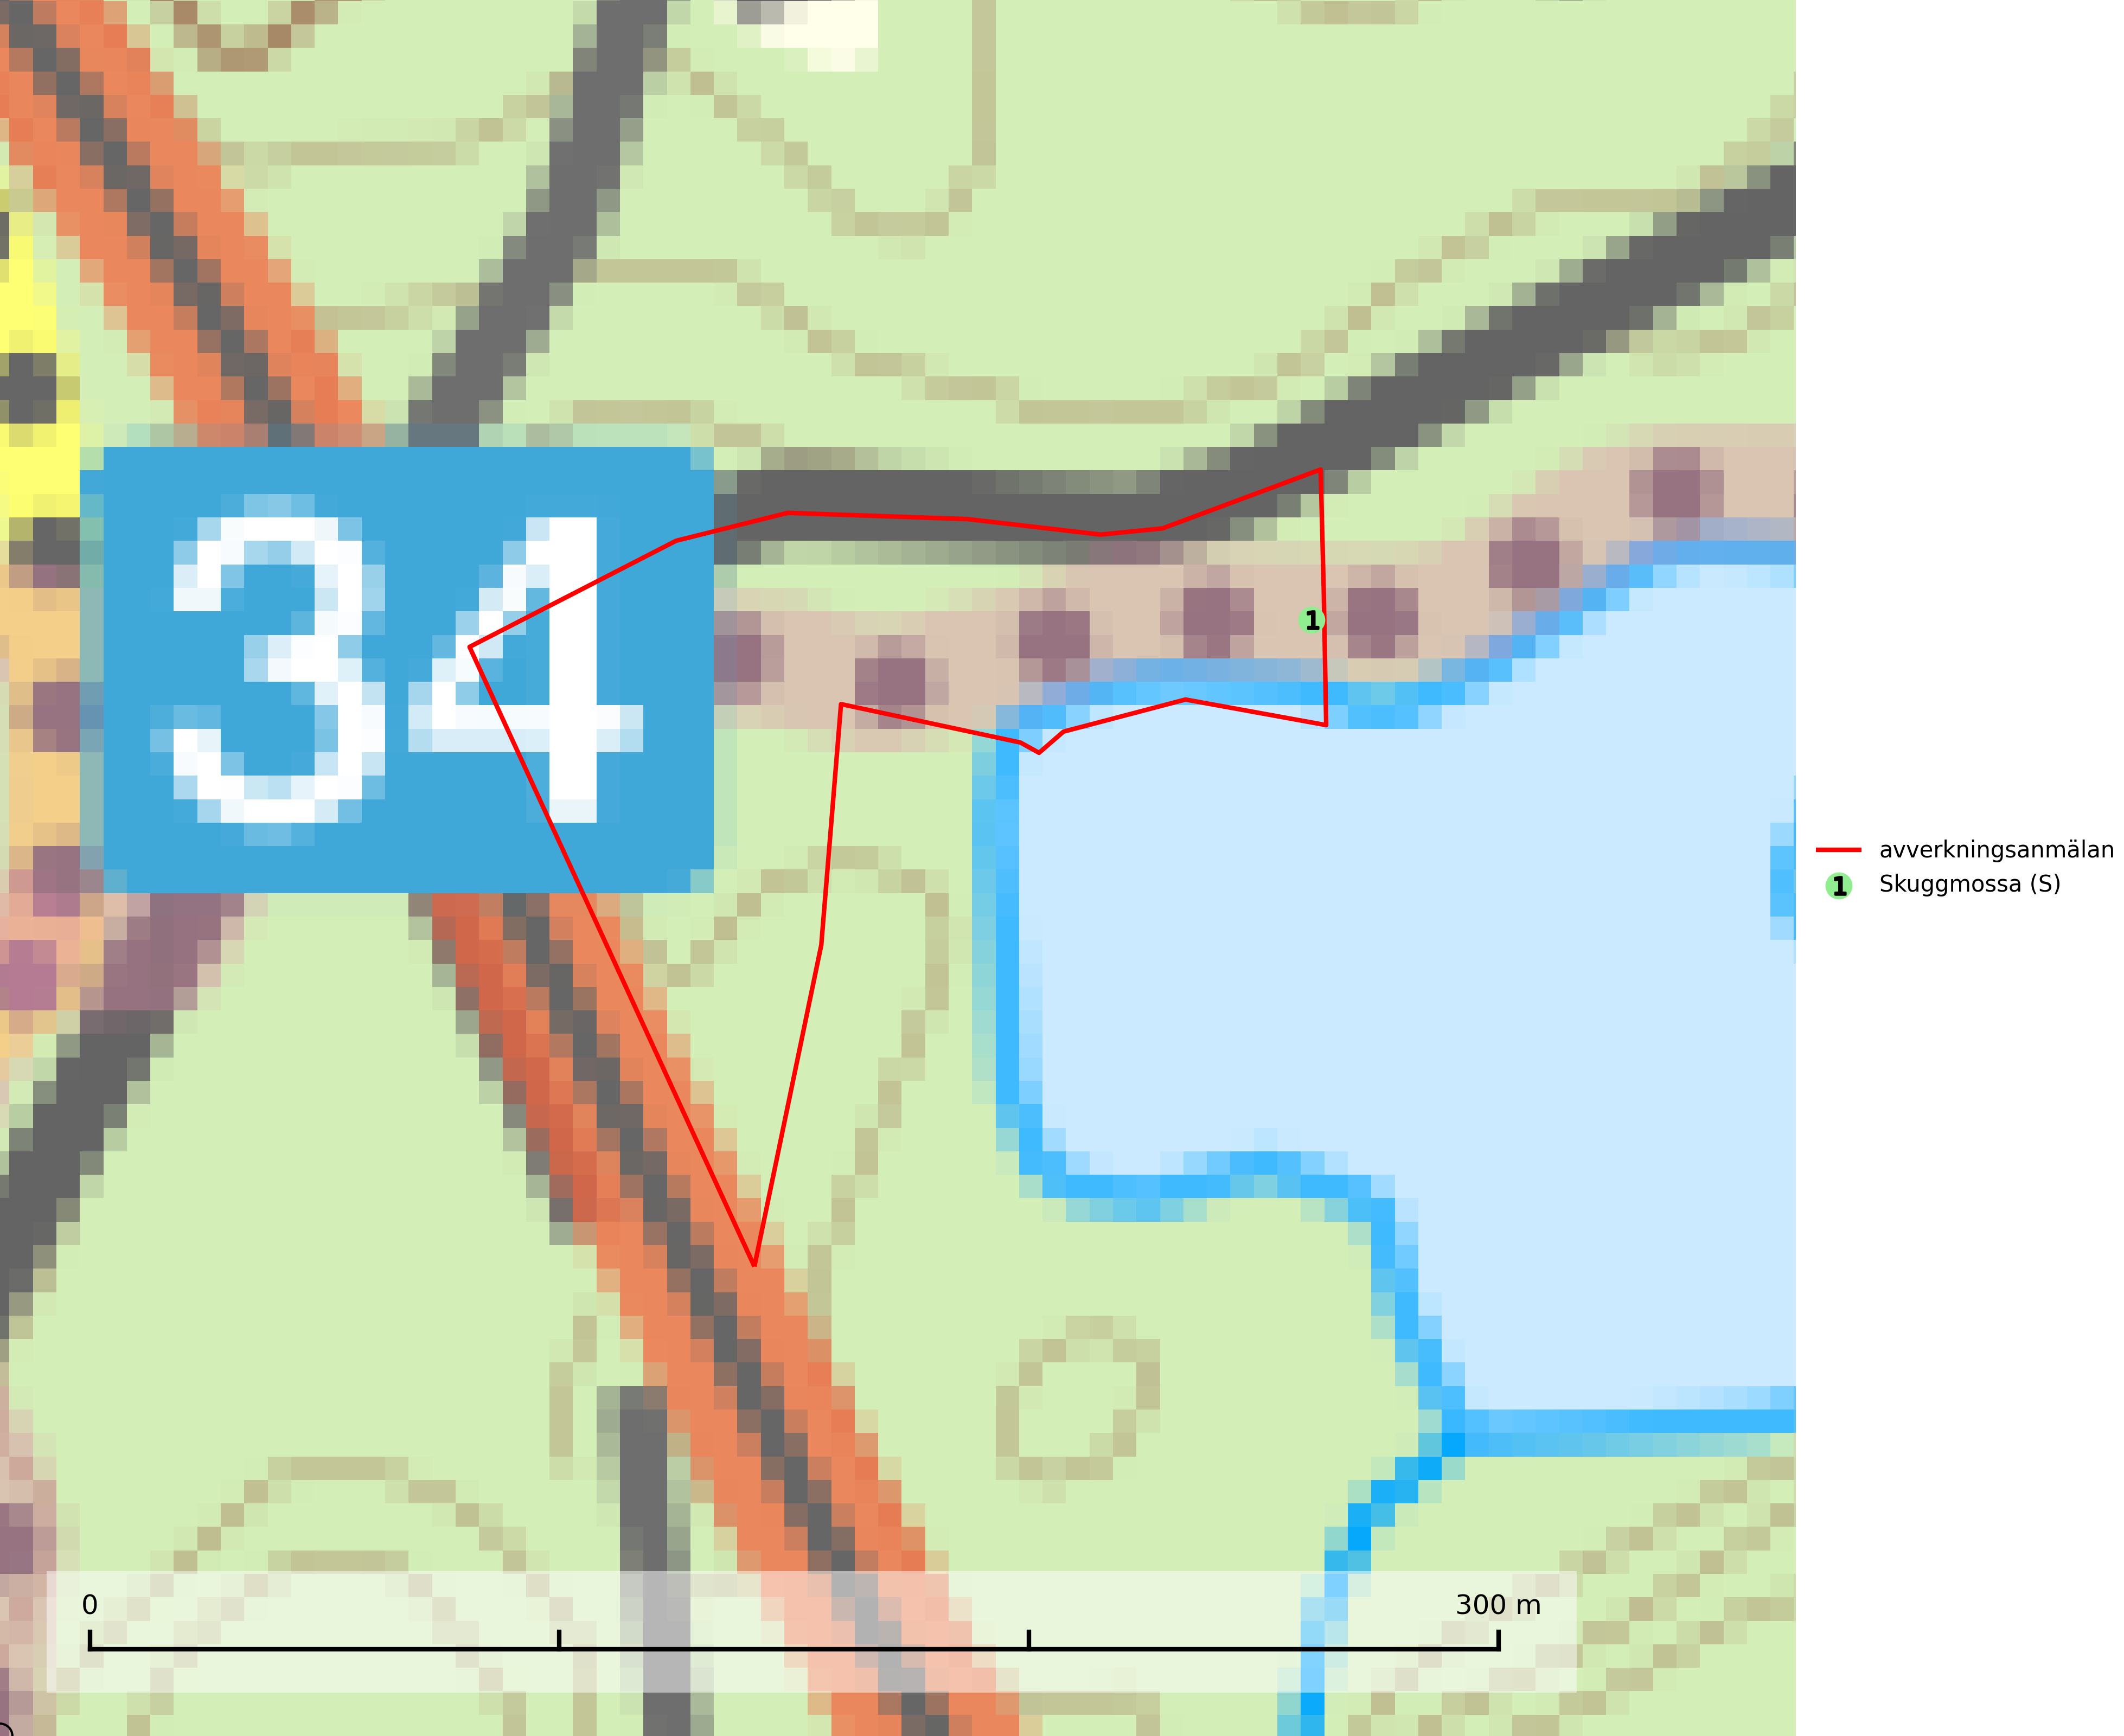 34
1
avverkningsanmälan
1 Skuggmossa (S)
0 300 m